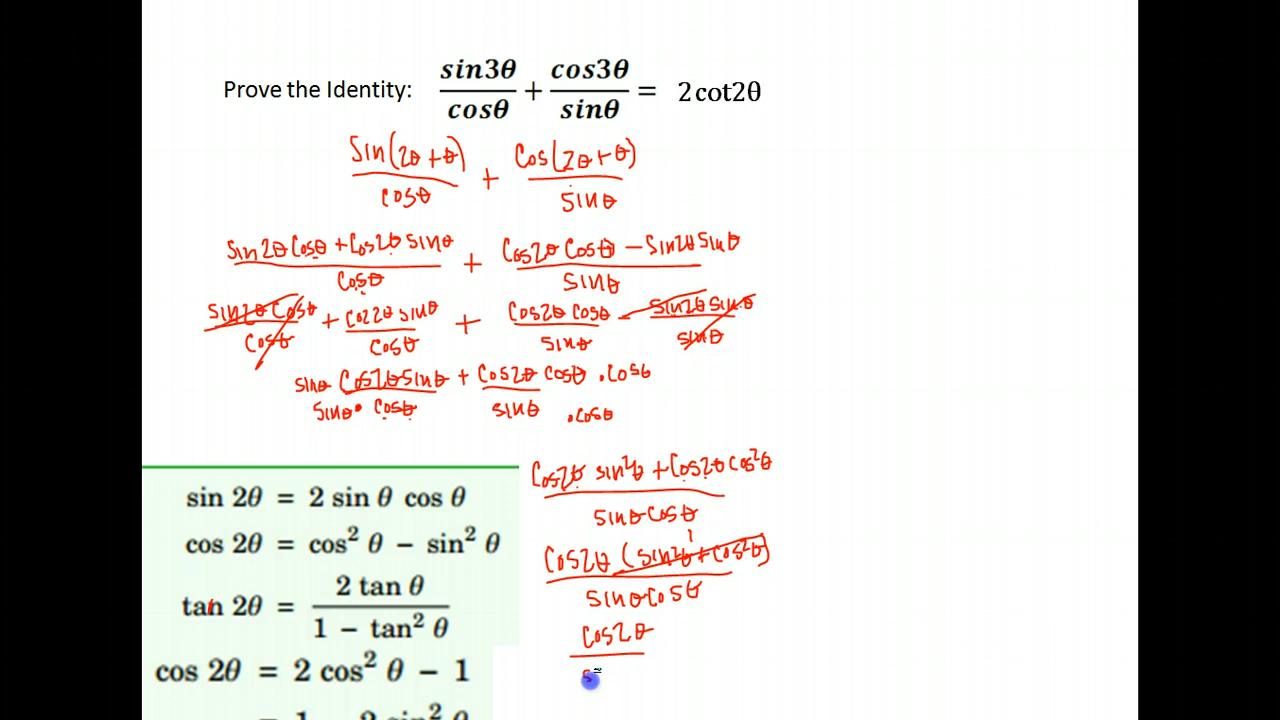 Prove the Identity: sin3θ/cosθ + cos3θ/sinθ = 2cot2θ
Sin(2θ+θ)/cosθ + Cos(2θ+θ)/sinθ
sin2θ Cosθ + Cos2θ sinθ/Cosθ + Cos2θ Cosθ − Sin2θ Sinθ/sinθ
sin2θ Cosθ/Cosθ + Cos2θ sinθ/Cosθ + Cos2θ Cosθ/sinθ − Sin2θ Sinθ/sinθ
sinθ Cos2θ sinθ/sinθ · Cosθ + Cos2θ Cosθ · Cosθ/sinθ · Cosθ
Cos2θ sin²θ + Cos2θ Cos²θ/sinθ Cosθ
Cos2θ (sin²θ + Cos²θ) 1/sinθ Cosθ
Cos2θ
sin 2θ = 2 sin θ cos θ
cos 2θ = cos² θ − sin² θ
tan 2θ = 2 tan θ/1 − tan² θ
cos 2θ = 2 cos² θ − 1